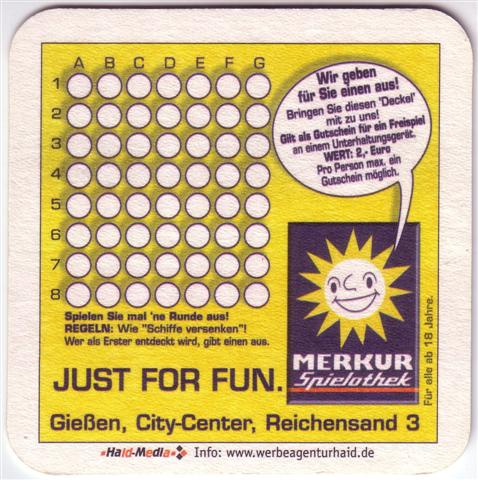 A B C D E F G
1
2
3
4
5
6
7
8
Wir geben
für Sie einen aus!
Bringen Sie diesen "Deckel"
mit zu uns!
Gilt als Gutschein für ein Freispiel
an einem Unterhaltungsgerät.
WERT: 2,- Euro
Pro Person max. ein
Gutschein möglich.
Spielen Sie mal 'ne Runde aus!
REGELN: Wie "Schiffe versenken"!
Wer als Erster entdeckt wird, gibt einen aus.
MERKUR
Spielothek
Für alle ab 18 Jahre.
JUST FOR FUN.
Gießen, City-Center, Reichensand 3
Haid-Media Info: www.werbeagenturhaid.de